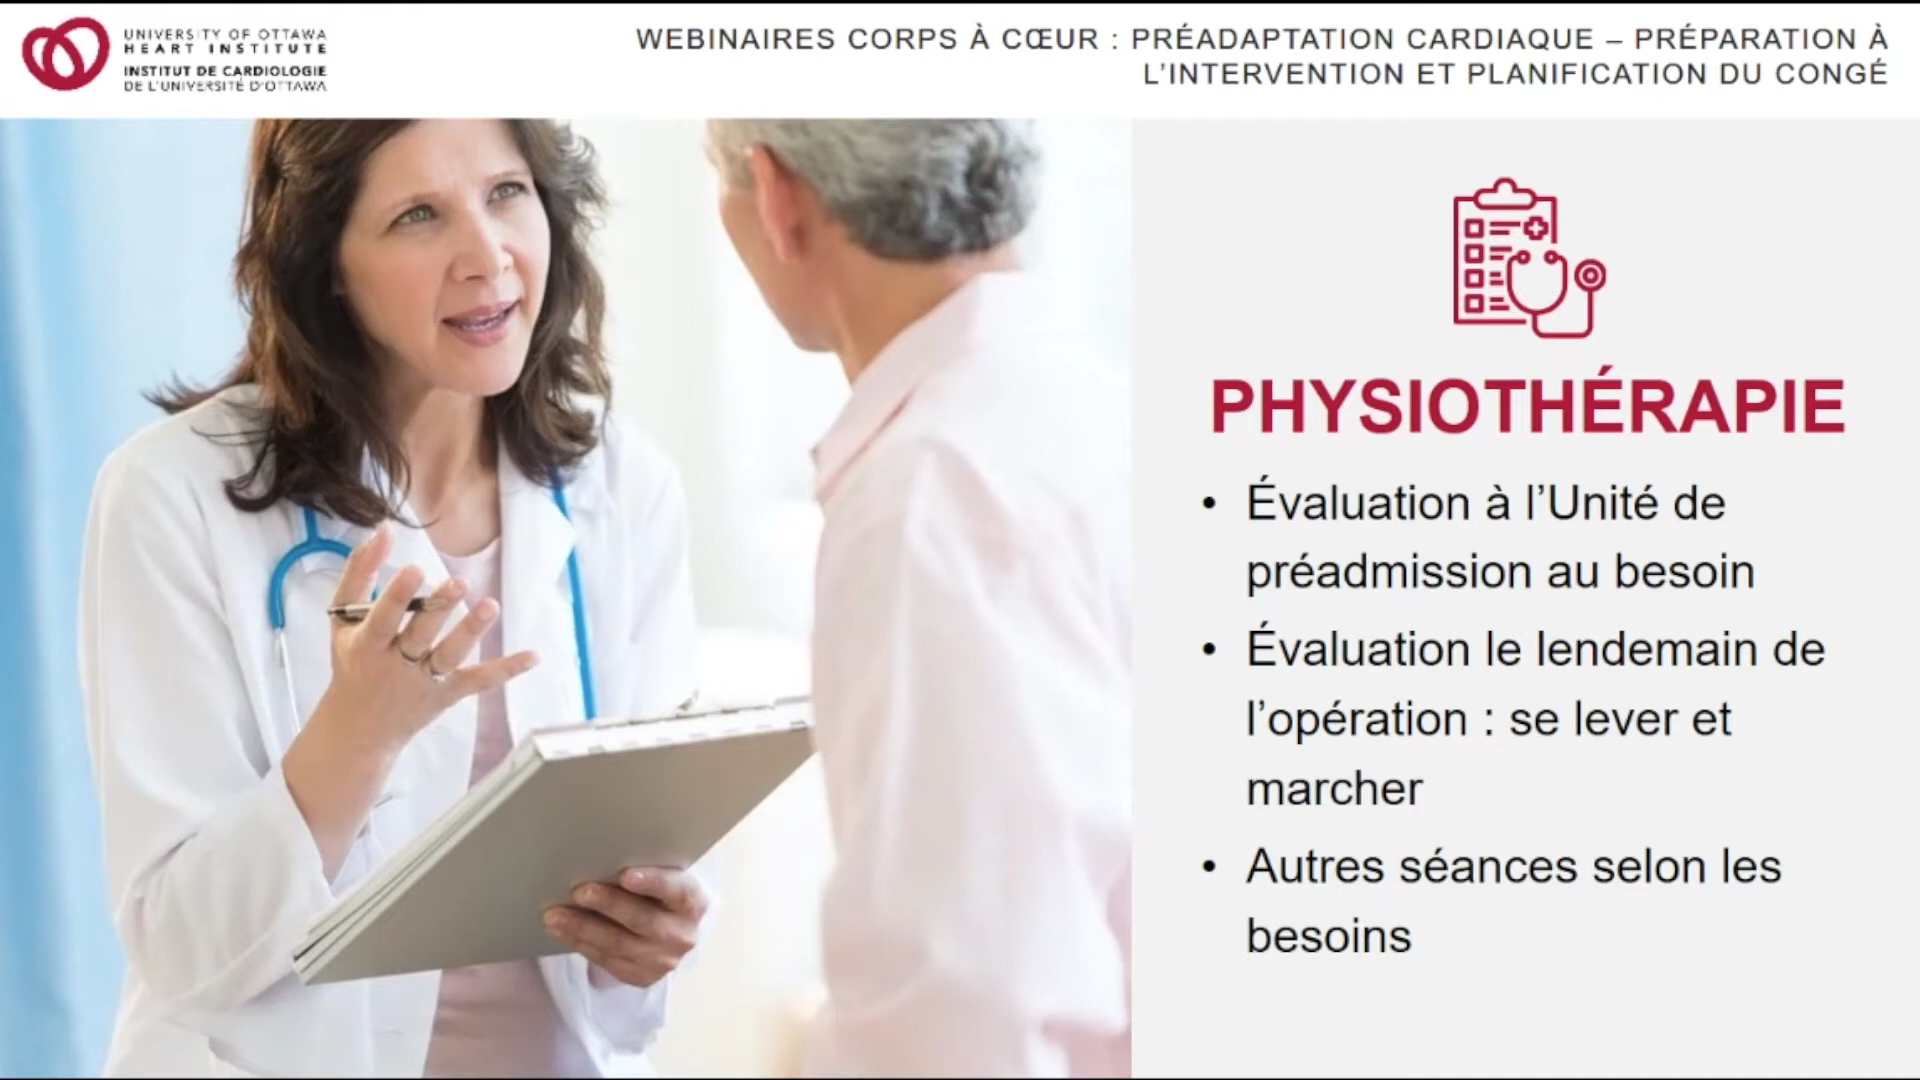 UNIVERSITY OF OTTAWA
HEART INSTITUTE
INSTITUT DE CARDIOLOGIE
DE L'UNIVERSITÉ D'OTTAWA
WEBINAIRES CORPS À CŒUR : PRÉADAPTATION CARDIAQUE – PRÉPARATION À
L’INTERVENTION ET PLANIFICATION DU CONGÉ
PHYSIOTHÉRAPIE
• Évaluation à l’Unité de
préadmission au besoin
• Évaluation le lendemain de
l’opération : se lever et
marcher
• Autres séances selon les
besoins